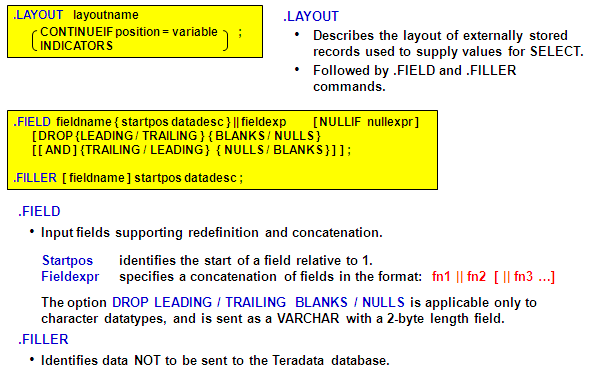 .LAYOUT layoutname
CONTINUEIF position = variable ;
INDICATORS
.LAYOUT
• Describes the layout of externally stored
records used to supply values for SELECT.
• Followed by .FIELD and .FILLER
commands.
.FIELD fieldname { startpos datadesc } || fieldexp [ NULLIF nullexpr ]
[ DROP {LEADING / TRAILING } { BLANKS / NULLS }
[ [ AND ] {TRAILING / LEADING } { NULLS / BLANKS } ] ] ;
.FILLER [ fieldname ] startpos datadesc ;
.FIELD
• Input fields supporting redefinition and concatenation.
Startpos identifies the start of a field relative to 1.
Fieldexpr specifies a concatenation of fields in the format: fn1 || fn2 [ || fn3 ...]
The option DROP LEADING / TRAILING BLANKS / NULLS is applicable only to
character datatypes, and is sent as a VARCHAR with a 2-byte length field.
.FILLER
• Identifies data NOT to be sent to the Teradata database.